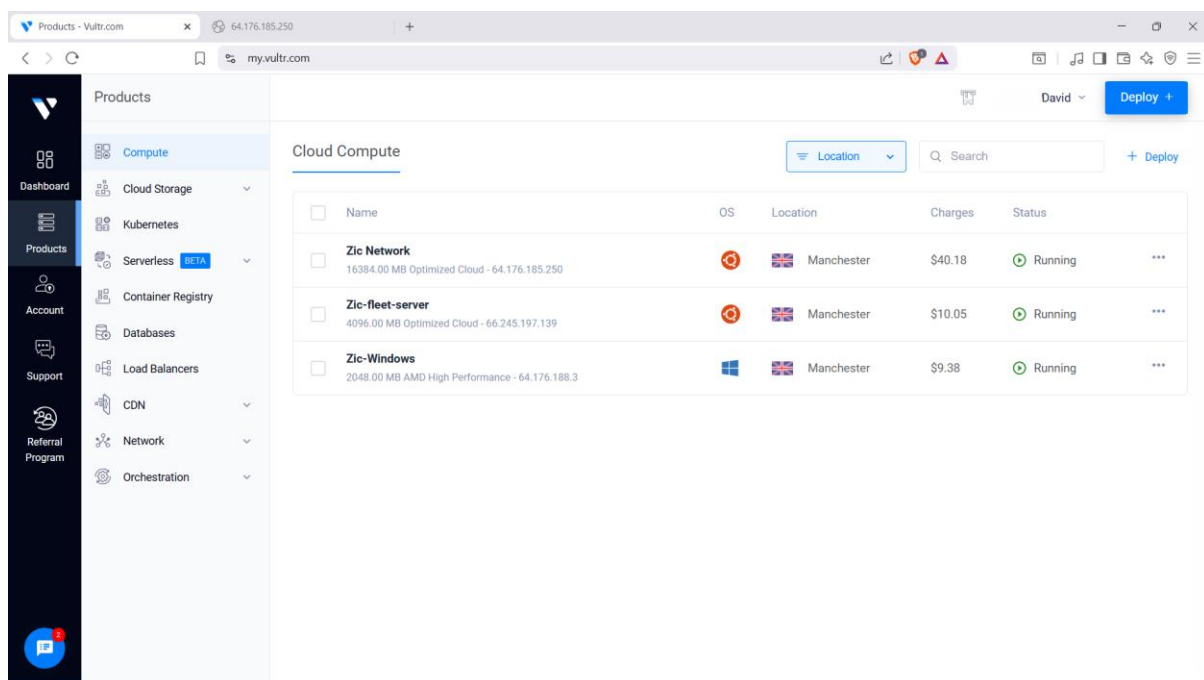 Products - Vultr.com
64.176.185.250
my.vultr.com
Products
David
Deploy +
Dashboard
Products
Account
Support
Referral
Program
2
Compute
Cloud Storage
Kubernetes
Serverless BETA
Container Registry
Databases
Load Balancers
CDN
Network
Orchestration
Cloud Compute
Location
Search
+ Deploy
Name OS Location Charges Status
Zic Network
16384.00 MB Optimized Cloud - 64.176.185.250
Manchester $40.18 Running
Zic-fleet-server
4096.00 MB Optimized Cloud - 66.245.197.139
Manchester $10.05 Running
Zic-Windows
2048.00 MB AMD High Performance - 64.176.188.3
Manchester $9.38 Running